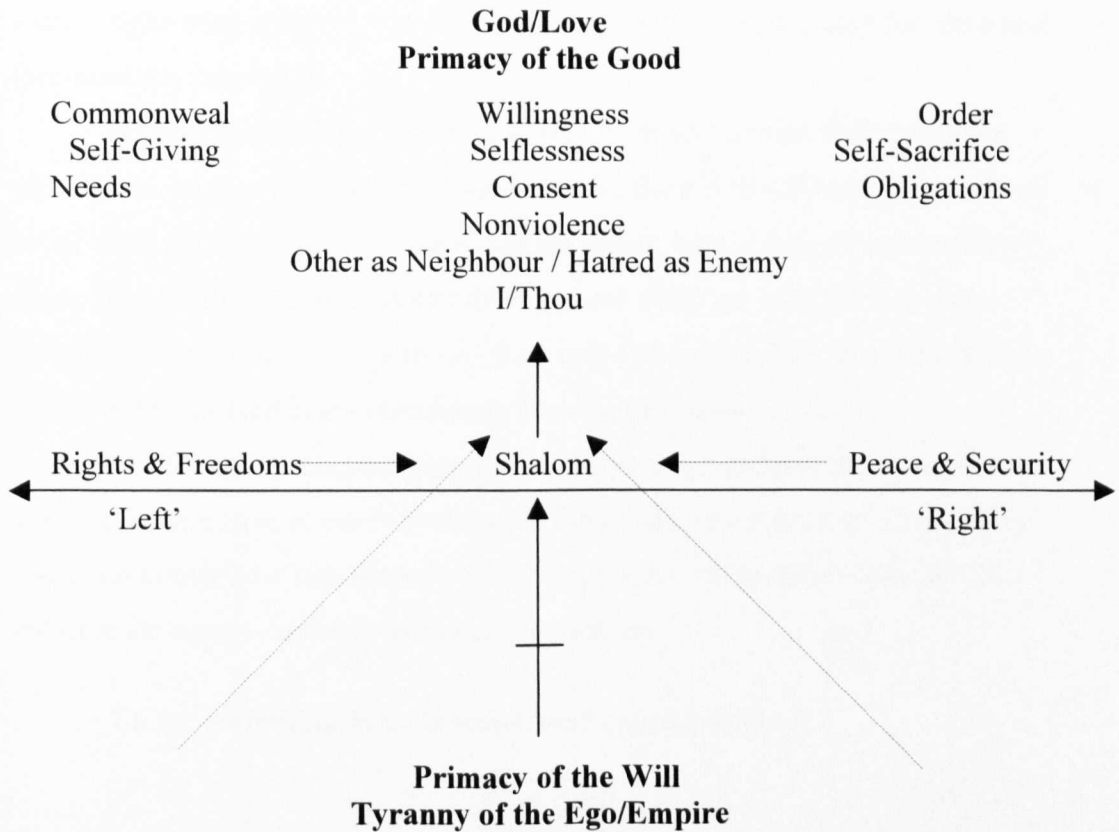 God/Love
Primacy of the Good
Commonweal Willingness Order
Self-Giving Selflessness Self-Sacrifice
Needs Consent Obligations
Nonviolence
Other as Neighbour / Hatred as Enemy
I/Thou
Rights & Freedoms Shalom Peace & Security
‘Left’ ‘Right’
Primacy of the Will
Tyranny of the Ego/Empire